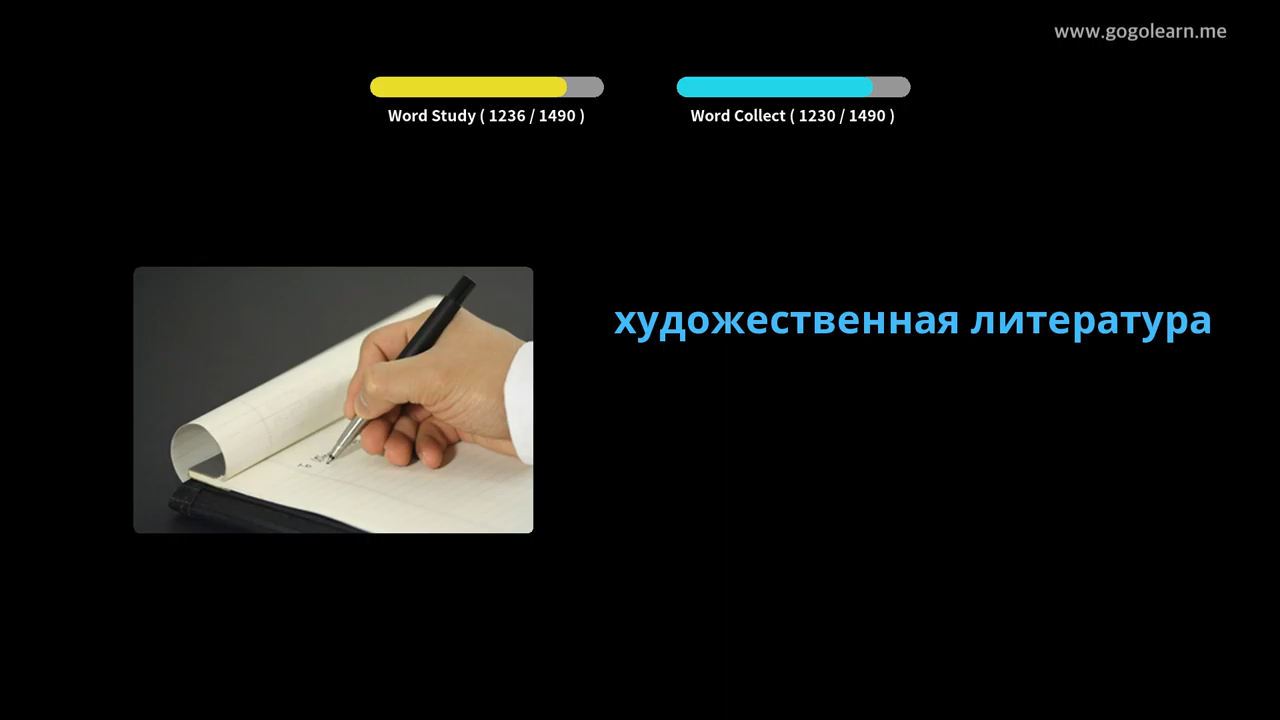 www.gogolearn.me
Word Study ( 1236 / 1490 )
Word Collect ( 1230 / 1490 )
художественная литература